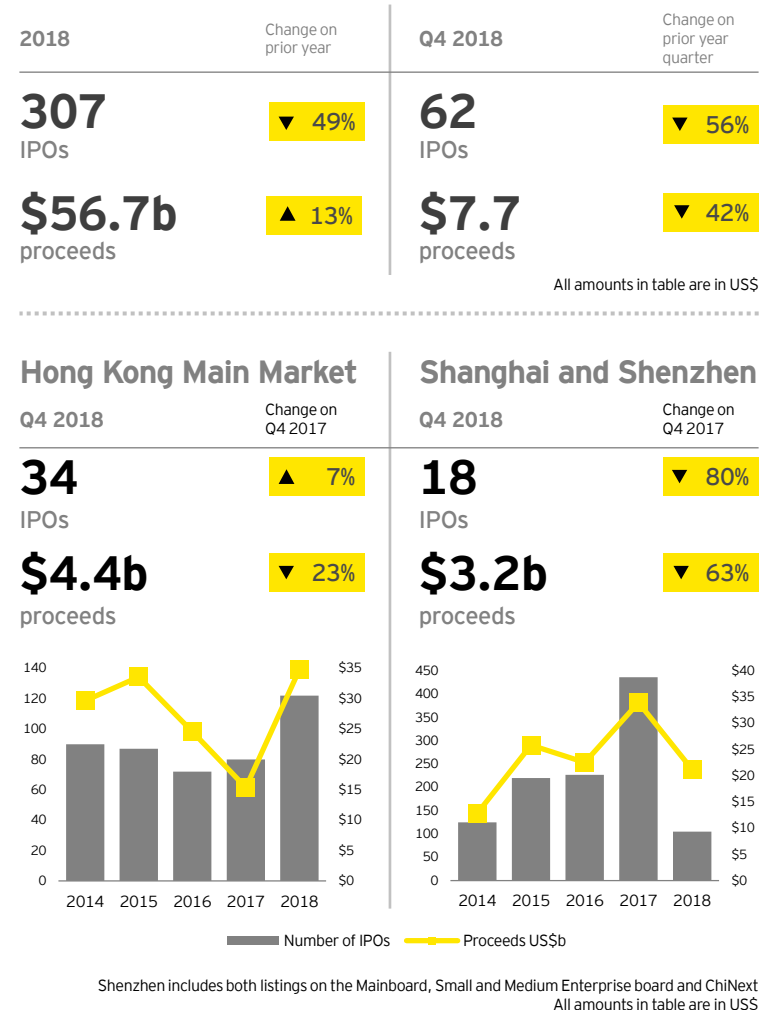 2018
Change on
prior year
307
IPOs
▼ 49%
$56.7b
proceeds
▲ 13%
Q4 2018
Change on
prior year
quarter
62
IPOs
▼ 56%
$7.7
proceeds
▼ 42%
All amounts in table are in US$
Hong Kong Main Market
Q4 2018
Change on
Q4 2017
34
IPOs
▲ 7%
$4.4b
proceeds
▼ 23%
140
120
100
80
60
40
20
0
$35
$30
$25
$20
$15
$10
$5
$0
2014 2015 2016 2017 2018
Shanghai and Shenzhen
Q4 2018
Change on
Q4 2017
18
IPOs
▼ 80%
$3.2b
proceeds
▼ 63%
450
400
350
300
250
200
150
100
50
0
$40
$35
$30
$25
$20
$15
$10
$5
$0
2014 2015 2016 2017 2018
Number of IPOs
Proceeds US$b
Shenzhen includes both listings on the Mainboard, Small and Medium Enterprise board and ChiNext
All amounts in table are in US$